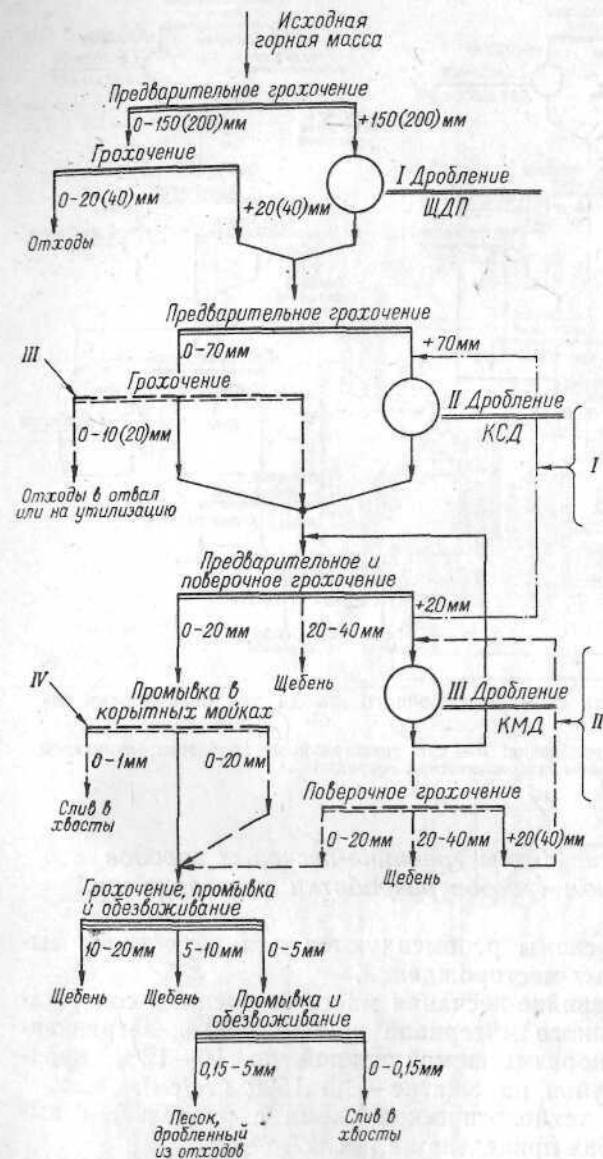 Исходная
горная масса
Предварительное грохочение
0-150(200)мм
+150(200)мм
Грохочение
I Дробление
ЩДП
0-20(40)мм
+20(40)мм
Отходы
Предварительное грохочение
0-70мм
+70мм
III
Грохочение
II Дробление
КСД
0-10(20)мм
I
Отходы в отвал
или на утилизацию
Предварительное и
поверочное грохочение
+20мм
0-20мм
20-40мм
Щебень
IV
Промывка в
корытных мойках
III Дробление
КМД
II
0-1мм
0-20мм
Слив в
хвосты
Поверочное грохочение
0-20мм
20-40мм
+20(40)мм
Щебень
Грохочение, промывка
и обезвоживание
10-20мм
5-10мм
0-5мм
Щебень
Щебень
Промывка и
обезвоживание
0,15-5мм
0-0,15мм
Песок,
дробленный
из отходов
Слив в
хвосты